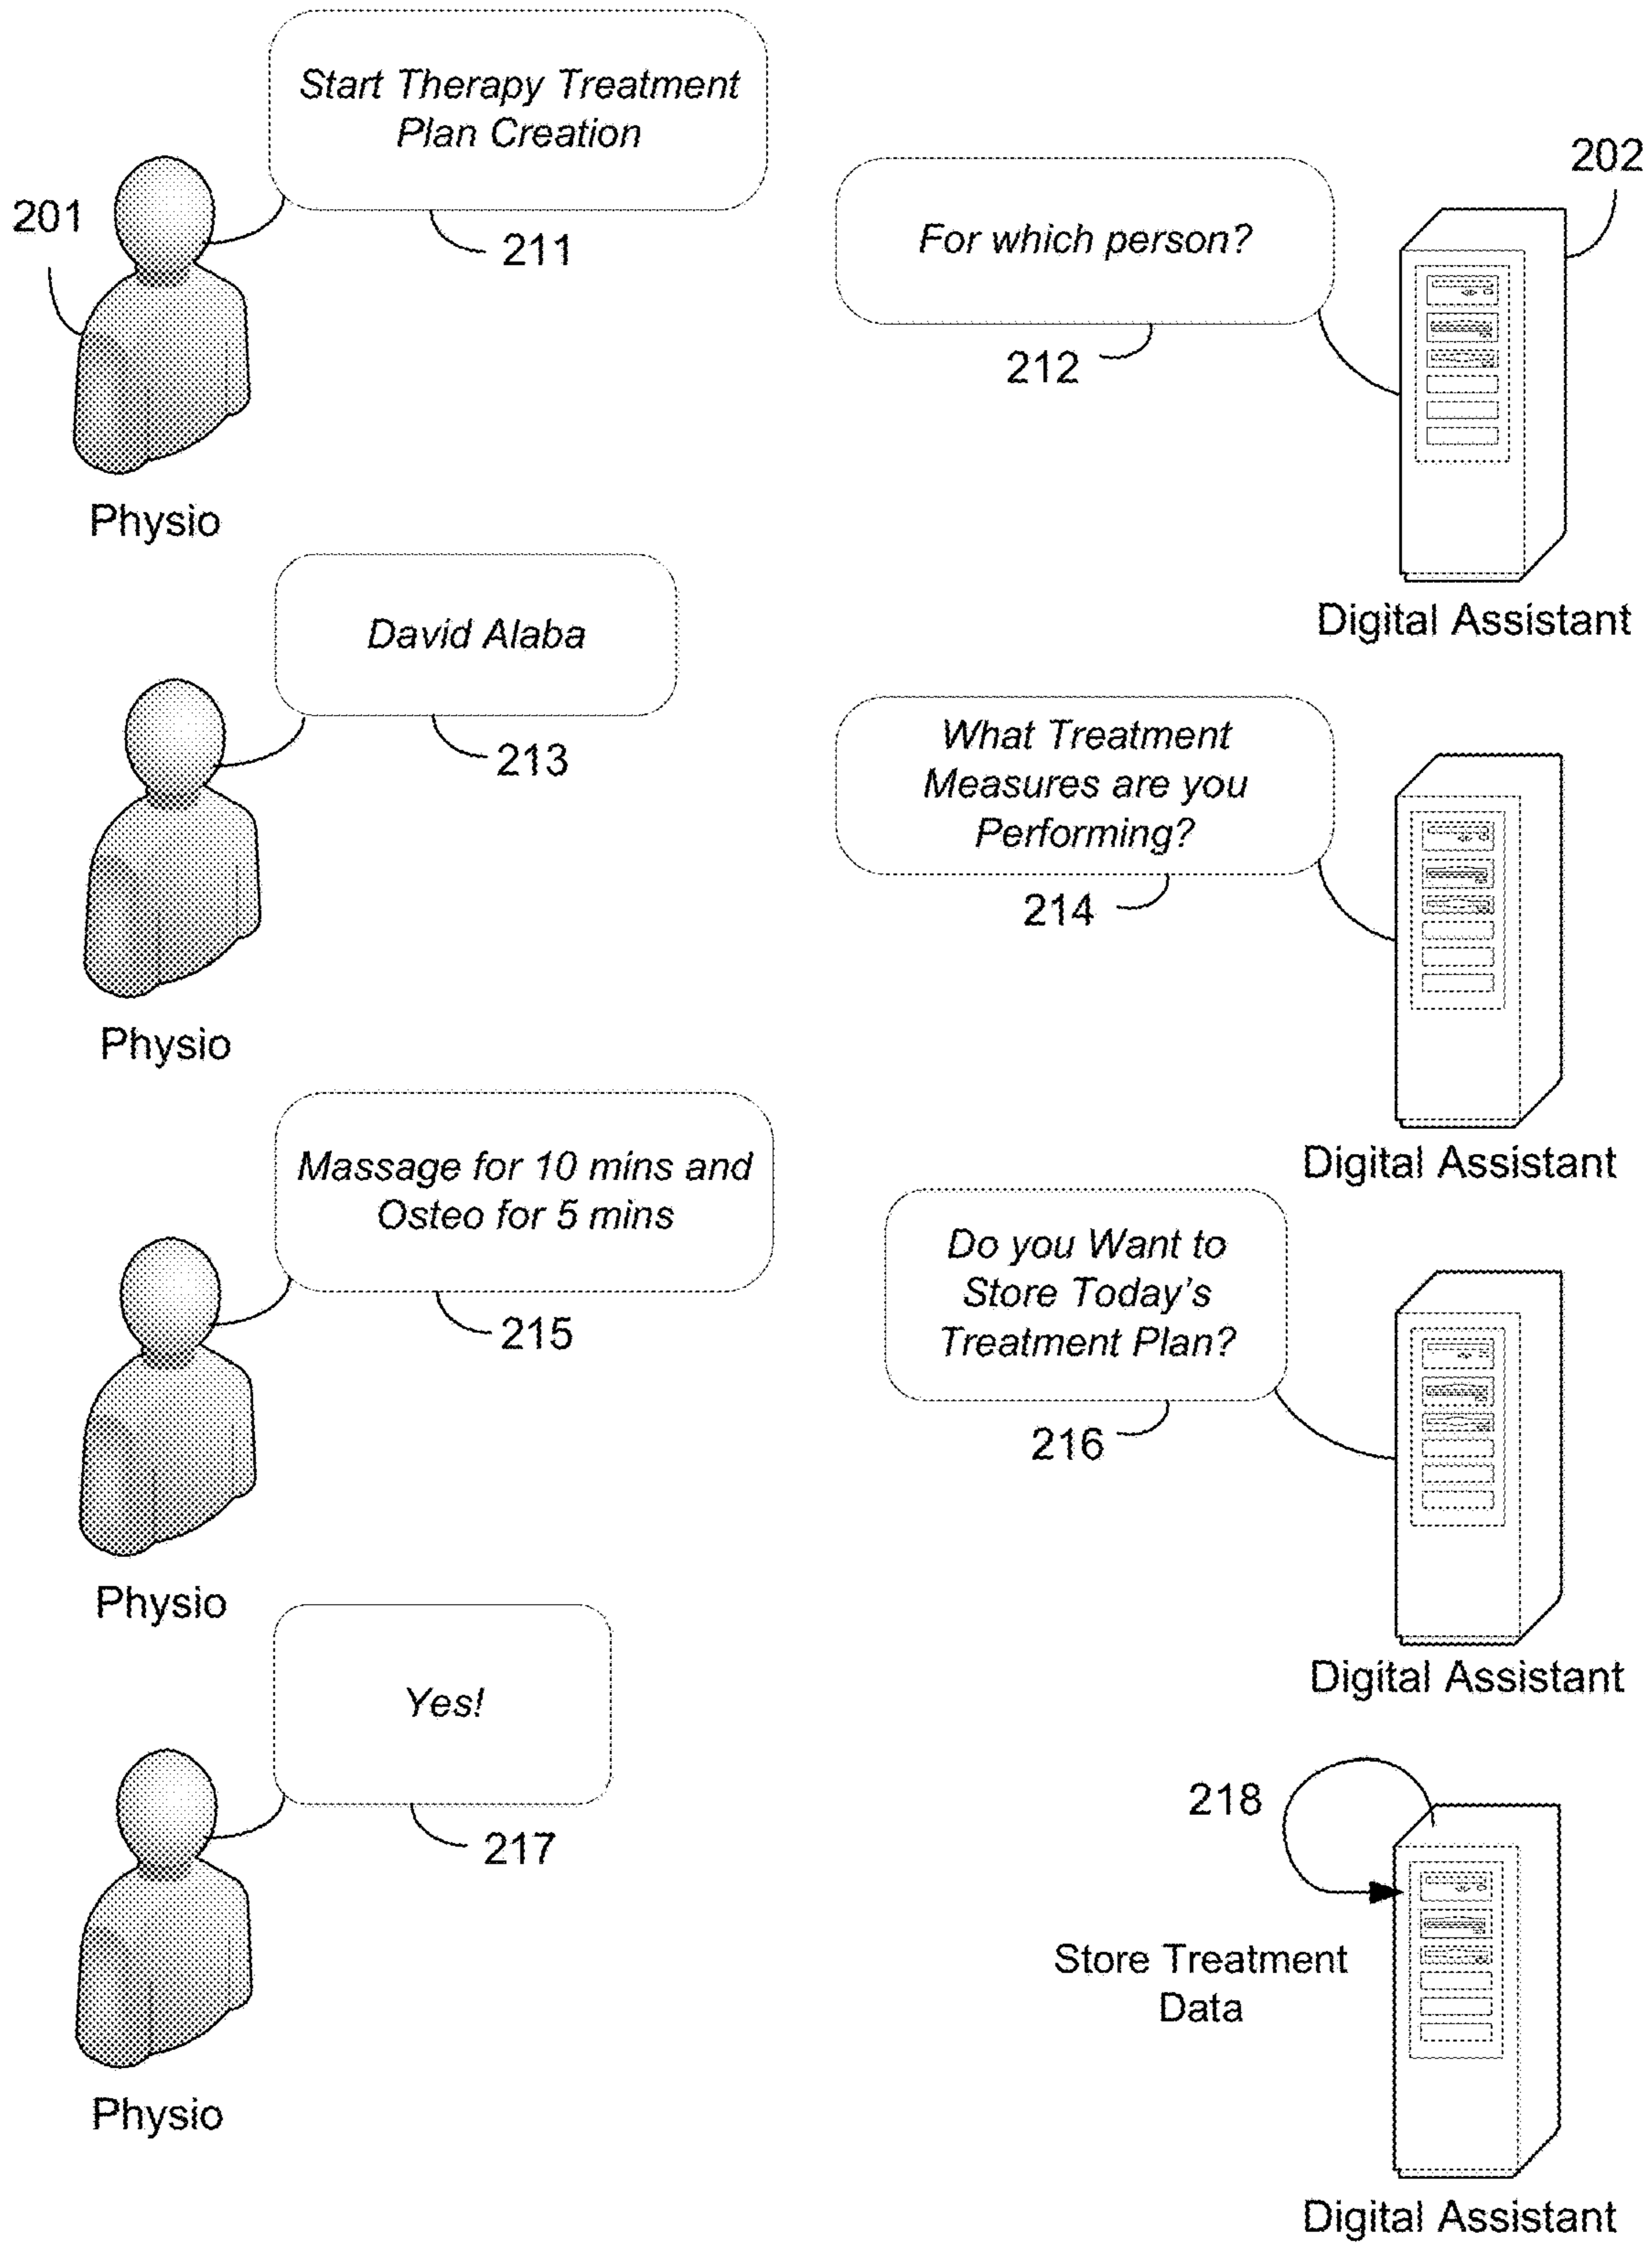 Start Therapy Treatment
Plan Creation
201
211
Physio
202
For which person?
212
Digital Assistant
David Alaba
213
Physio
What Treatment
Measures are you
Performing?
214
Digital Assistant
Massage for 10 mins and
Osteo for 5 mins
215
Physio
Do you Want to
Store Today's
Treatment Plan?
216
Digital Assistant
Yes!
217
Physio
218
Store Treatment
Data
Digital Assistant